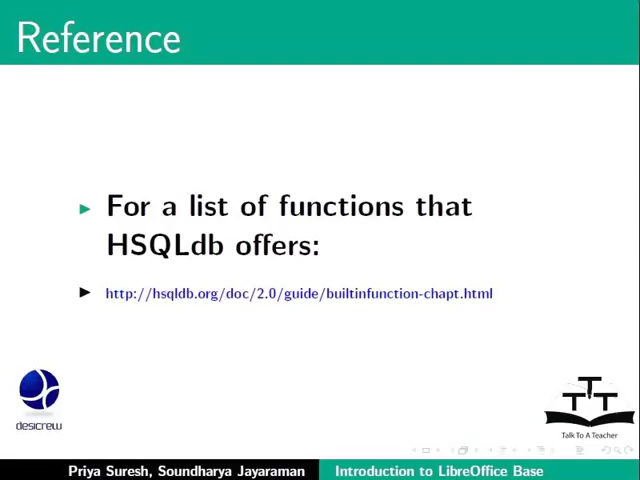 Reference
For a list of functions that
HSQLdb offers:
http://hsqldb.org/doc/2.0/guide/builtinfunction-chapt.html
desicrew
T T T
Talk To A Teacher
Priya Suresh, Soundharya Jayaraman
Introduction to LibreOffice Base